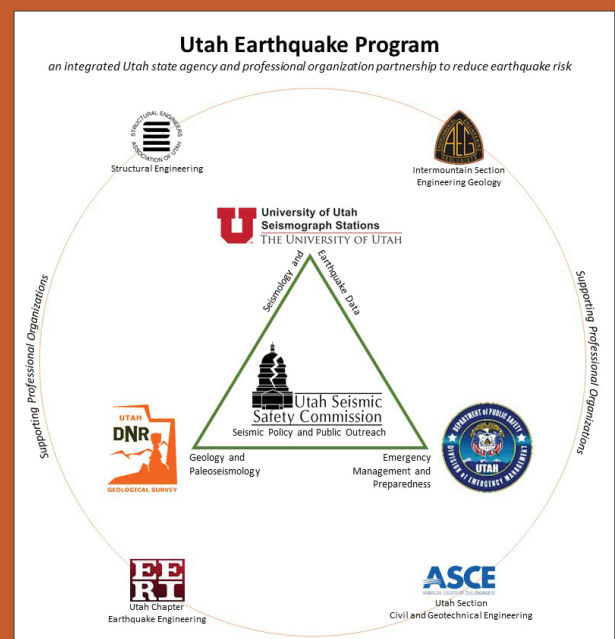 Utah Earthquake Program
an integrated Utah state agency and professional organization partnership to reduce earthquake risk
STRUCTURAL ENGINEERS
ASSOCIATION OF UTAH
Structural Engineering
AEG
Intermountain Section
Engineering Geology
U
University of Utah
Seismograph Stations
THE UNIVERSITY OF UTAH
Seismology and
Earthquake Data
Supporting Professional Organizations
Supporting Professional Organizations
Utah Seismic
Safety Commission
Seismic Policy and Public Outreach
UTAH
DNR
GEOLOGICAL SURVEY
Geology and
Paleoseismology
Emergency
Management and
Preparedness
DEPARTMENT of PUBLIC SAFETY
UTAH
DIVISION OF EMERGENCY MANAGEMENT
EE
RI
Utah Chapter
Earthquake Engineering
ASCE
AMERICAN SOCIETY OF CIVIL ENGINEERS
Utah Section
Civil and Geotechnical Engineering